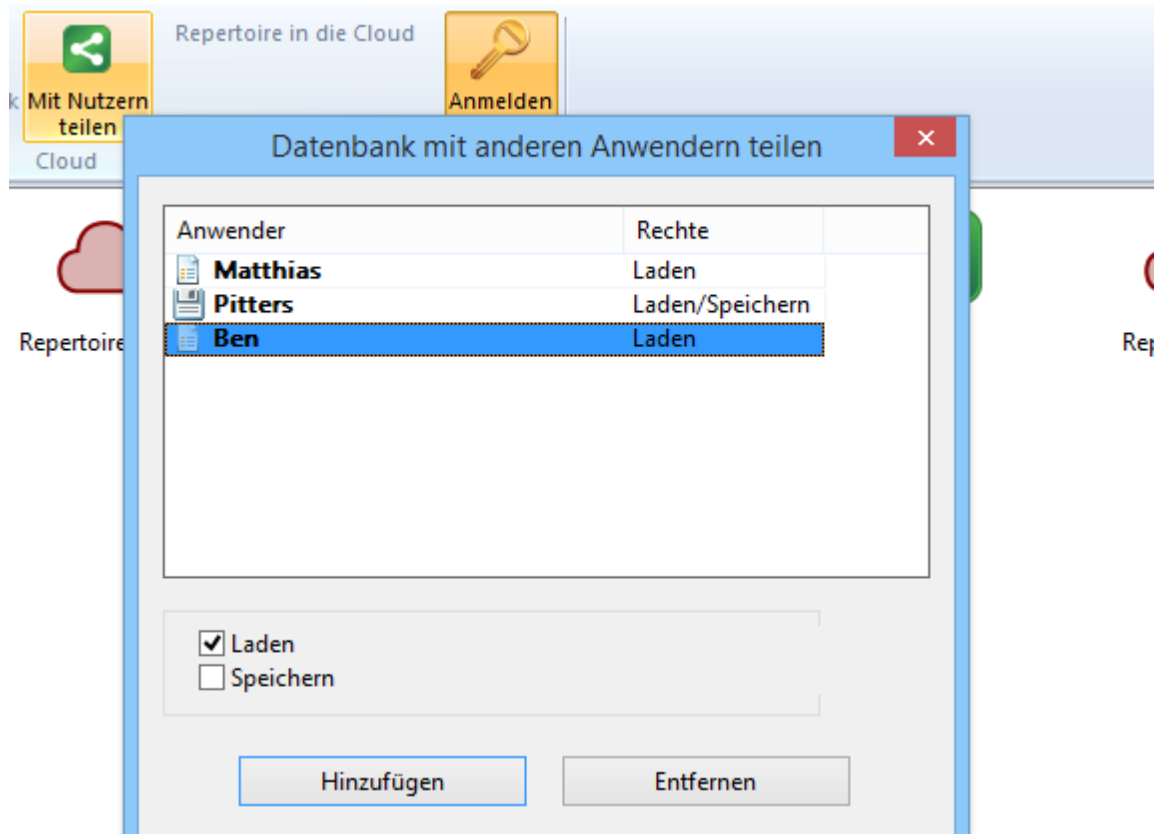 Repertoire in die Cloud
k Mit Nutzern
teilen
Anmelden
Cloud
Datenbank mit anderen Anwendern teilen
Anwender Rechte
Matthias Laden
Pitters Laden/Speichern
Ben Laden
Repertoire
Rep
Laden
Speichern
Hinzufügen Entfernen